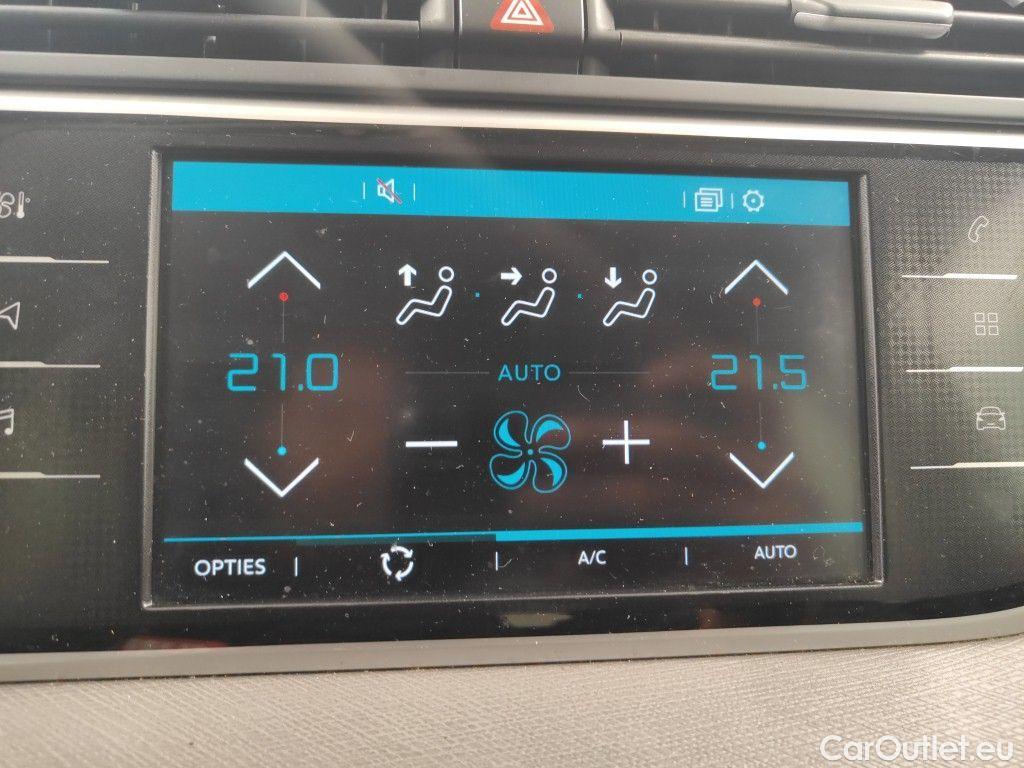 21.0 AUTO 21.5
OPTIES | | A/C | AUTO
CarOutlet.eu